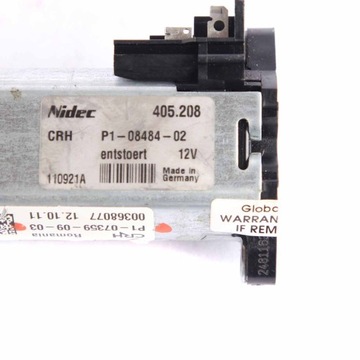 Nidec 405.208
CRH P1-08484-02
entstoert 12V
110921A Made in Germany
Globa
WARRAN
IF REM
CRH Romania
P1-07359-09-03
00368077 12.10.11